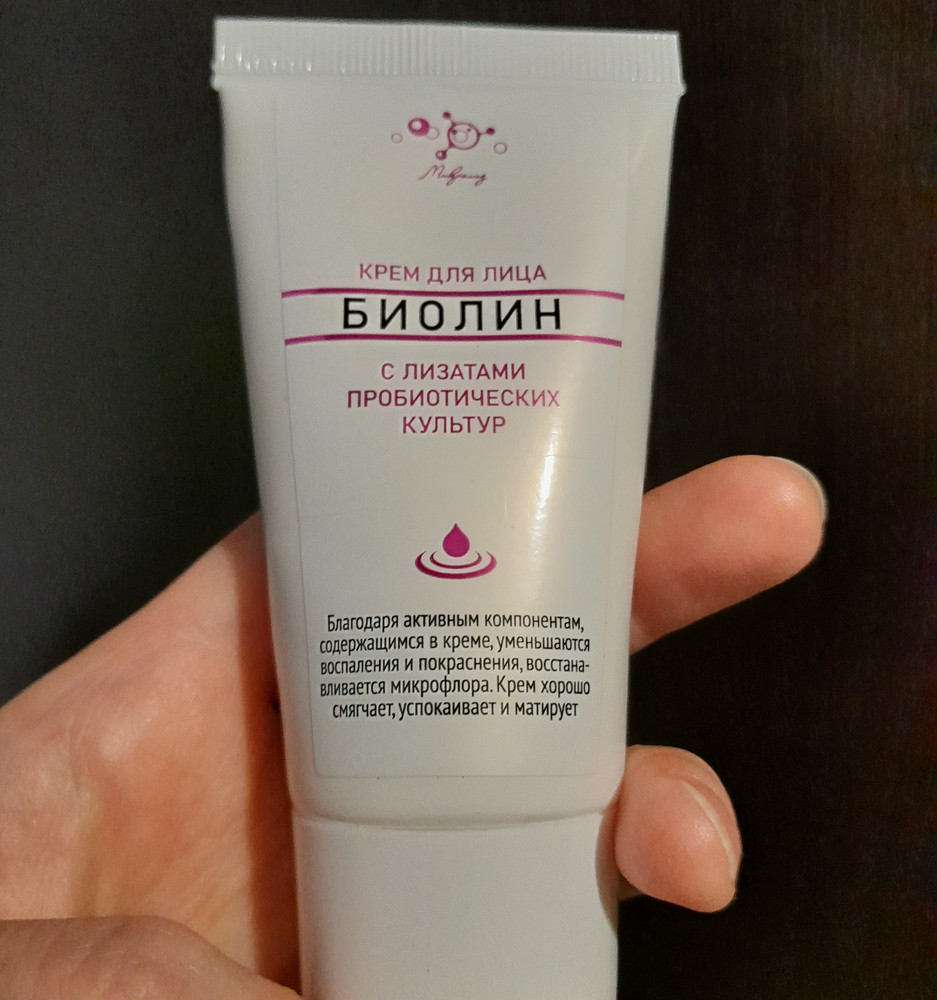 КРЕМ ДЛЯ ЛИЦА
БИОЛИН
С ЛИЗАТАМИ
ПРОБИОТИЧЕСКИХ
КУЛЬТУР
Благодаря активным компонентам,
содержащимся в креме, уменьшаются
воспаления и покраснения, восстана-
вливается микрофлора. Крем хорошо
смягчает, успокаивает и матирует